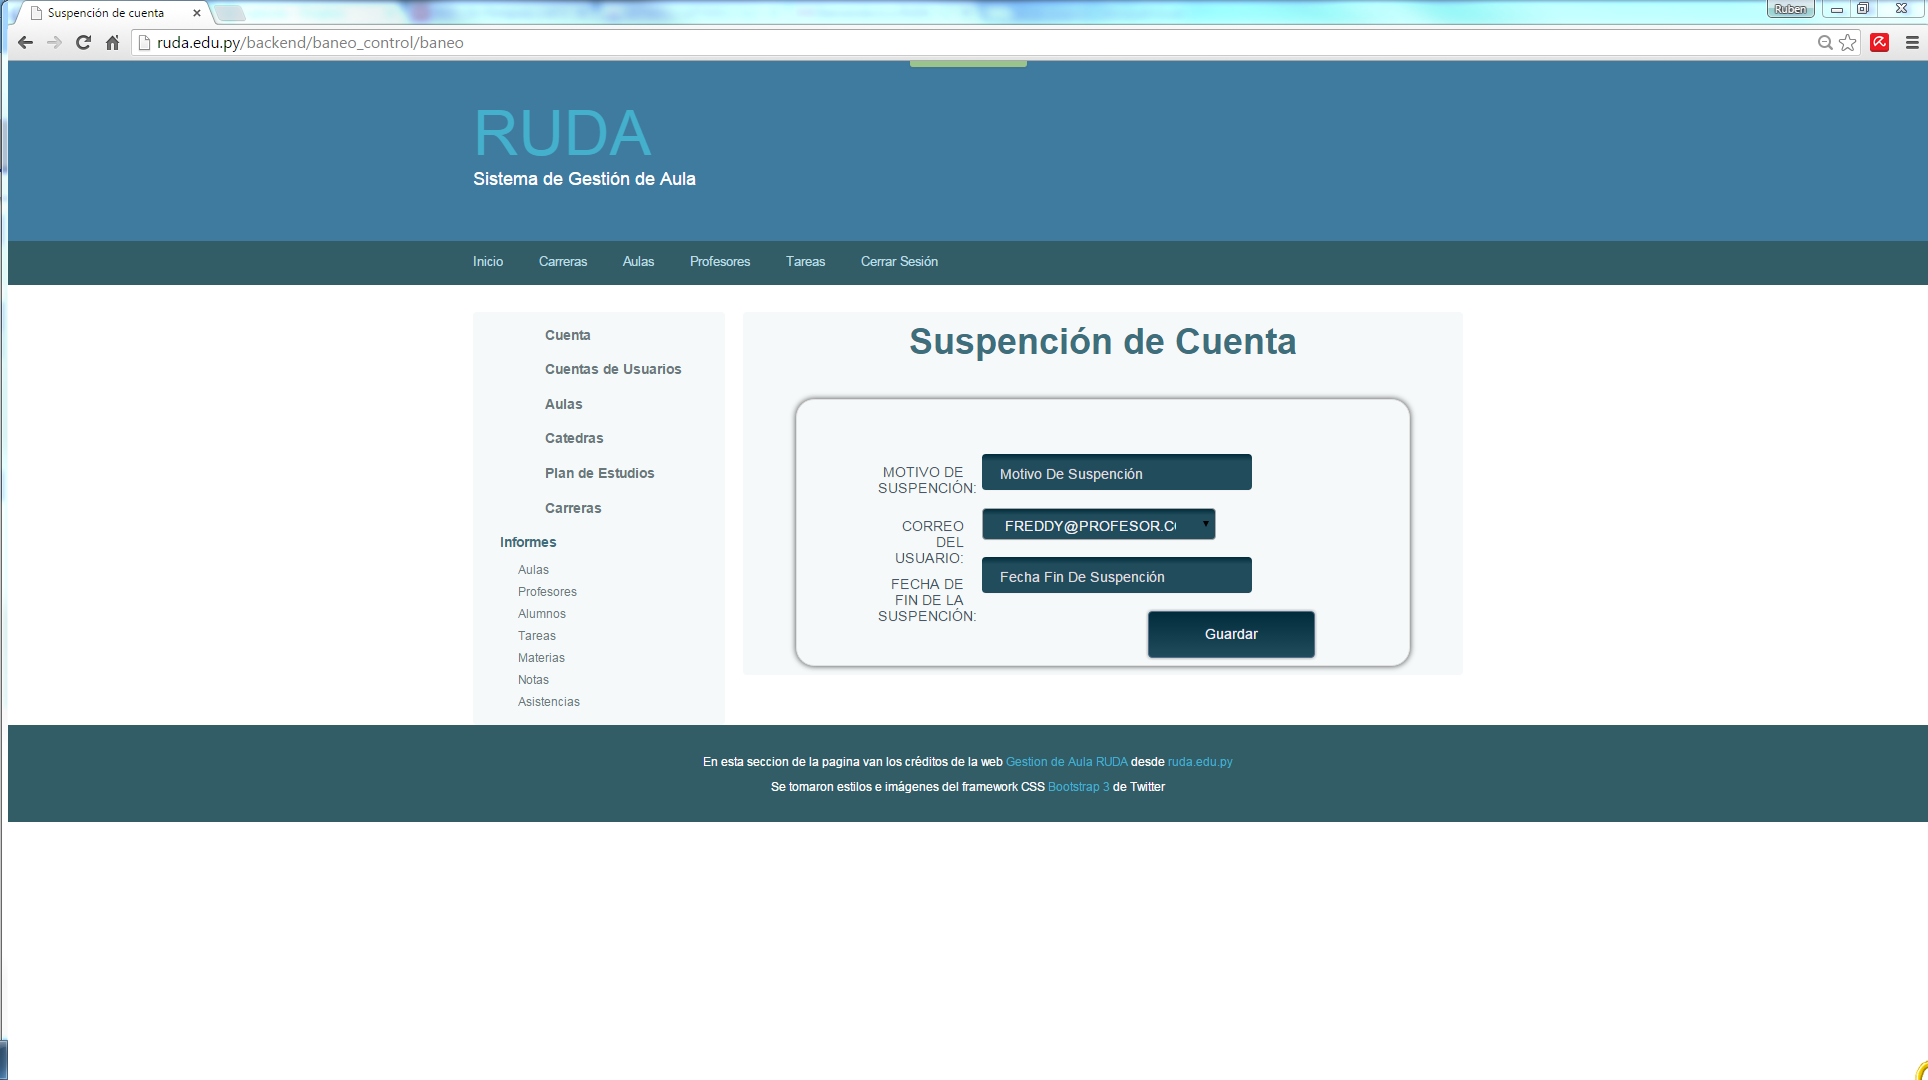 Suspención de cuenta
Ruben
ruda.edu.py/backend/baneo_control/baneo
RUDA
Sistema de Gestión de Aula
Inicio Carreras Aulas Profesores Tareas Cerrar Sesión
Cuenta
Cuentas de Usuarios
Aulas
Catedras
Plan de Estudios
Carreras
Informes
Aulas
Profesores
Alumnos
Tareas
Materias
Notas
Asistencias
Suspención de Cuenta
MOTIVO DE
SUSPENCIÓN:
Motivo De Suspención
CORREO
DEL
USUARIO:
FREDDY@PROFESOR.C
FECHA DE
FIN DE LA
SUSPENCIÓN:
Fecha Fin De Suspención
Guardar
En esta seccion de la pagina van los créditos de la web Gestion de Aula RUDA desde ruda.edu.py
Se tomaron estilos e imágenes del framework CSS Bootstrap 3 de Twitter